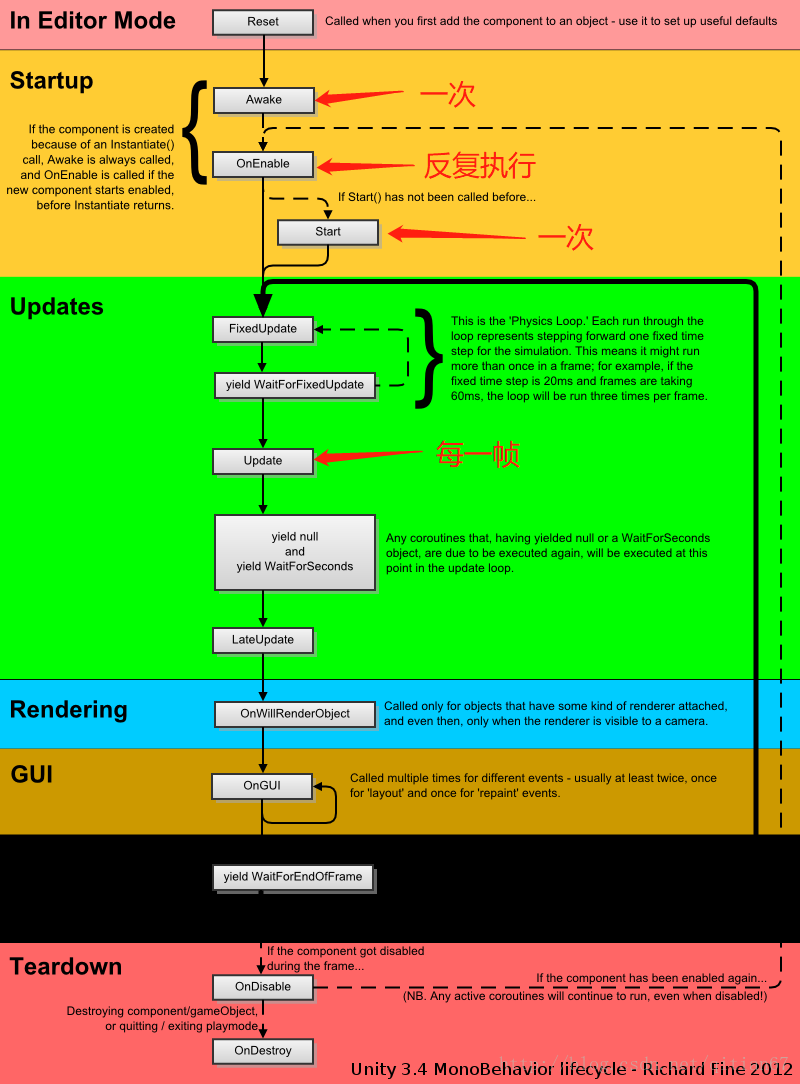 In Editor Mode
Reset
Called when you first add the component to an object - use it to set up useful defaults
Startup
Awake
一次
If the component is created
because of an Instantiate()
call, Awake is always called,
and OnEnable is called if the
new component starts enabled,
before Instantiate returns.
OnEnable
反复执行
If Start() has not been called before...
Start
一次
Updates
FixedUpdate
This is the 'Physics Loop.' Each run through the
loop represents stepping forward one fixed time
step for the simulation. This means it might run
more than once in a frame; for example, if the
fixed time step is 20ms and frames are taking
60ms, the loop will be run three times per frame.
yield WaitForFixedUpdate
Update
每一帧
yield null
and
yield WaitForSeconds
Any coroutines that, having yielded null or a WaitForSeconds
object, are due to be executed again, will be executed at this
point in the update loop.
LateUpdate
Rendering
OnWillRenderObject
Called only for objects that have some kind of renderer attached,
and even then, only when the renderer is visible to a camera.
GUI
OnGUI
Called multiple times for different events - usually at least twice, once
for 'layout' and once for 'repaint' events.
yield WaitForEndOfFrame
Teardown
If the component got disabled
during the frame...
OnDisable
If the component has been enabled again...
(NB. Any active coroutines will continue to run, even when disabled!)
Destroying component/gameObject,
or quitting / exiting playmode
OnDestroy
Unity 3.4 MonoBehavior lifecycle - Richard Fine 2012